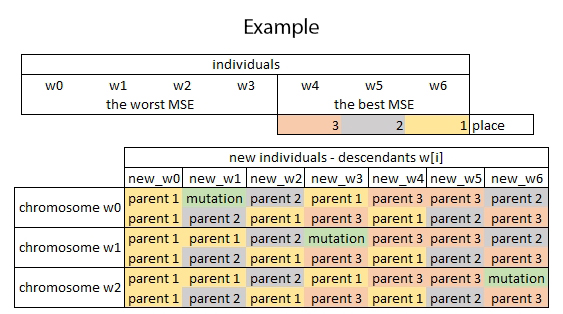 Example
individuals
w0 w1 w2 w3 w4 w5 w6
the worst MSE the best MSE
3 2 1 place
new individuals - descendants w[i]
new_w0 new_w1 new_w2 new_w3 new_w4 new_w5 new_w6
chromosome w0
parent 1 mutation parent 2 parent 1 parent 3 parent 3 parent 2
parent 1 parent 2 parent 1 parent 3 parent 1 parent 2 parent 3
chromosome w1
parent 1 parent 1 parent 2 mutation parent 3 parent 3 parent 2
parent 1 parent 2 parent 1 parent 3 parent 1 parent 2 parent 3
chromosome w2
parent 1 parent 1 parent 2 parent 1 parent 3 parent 3 mutation
parent 1 parent 2 parent 1 parent 3 parent 1 parent 2 parent 3